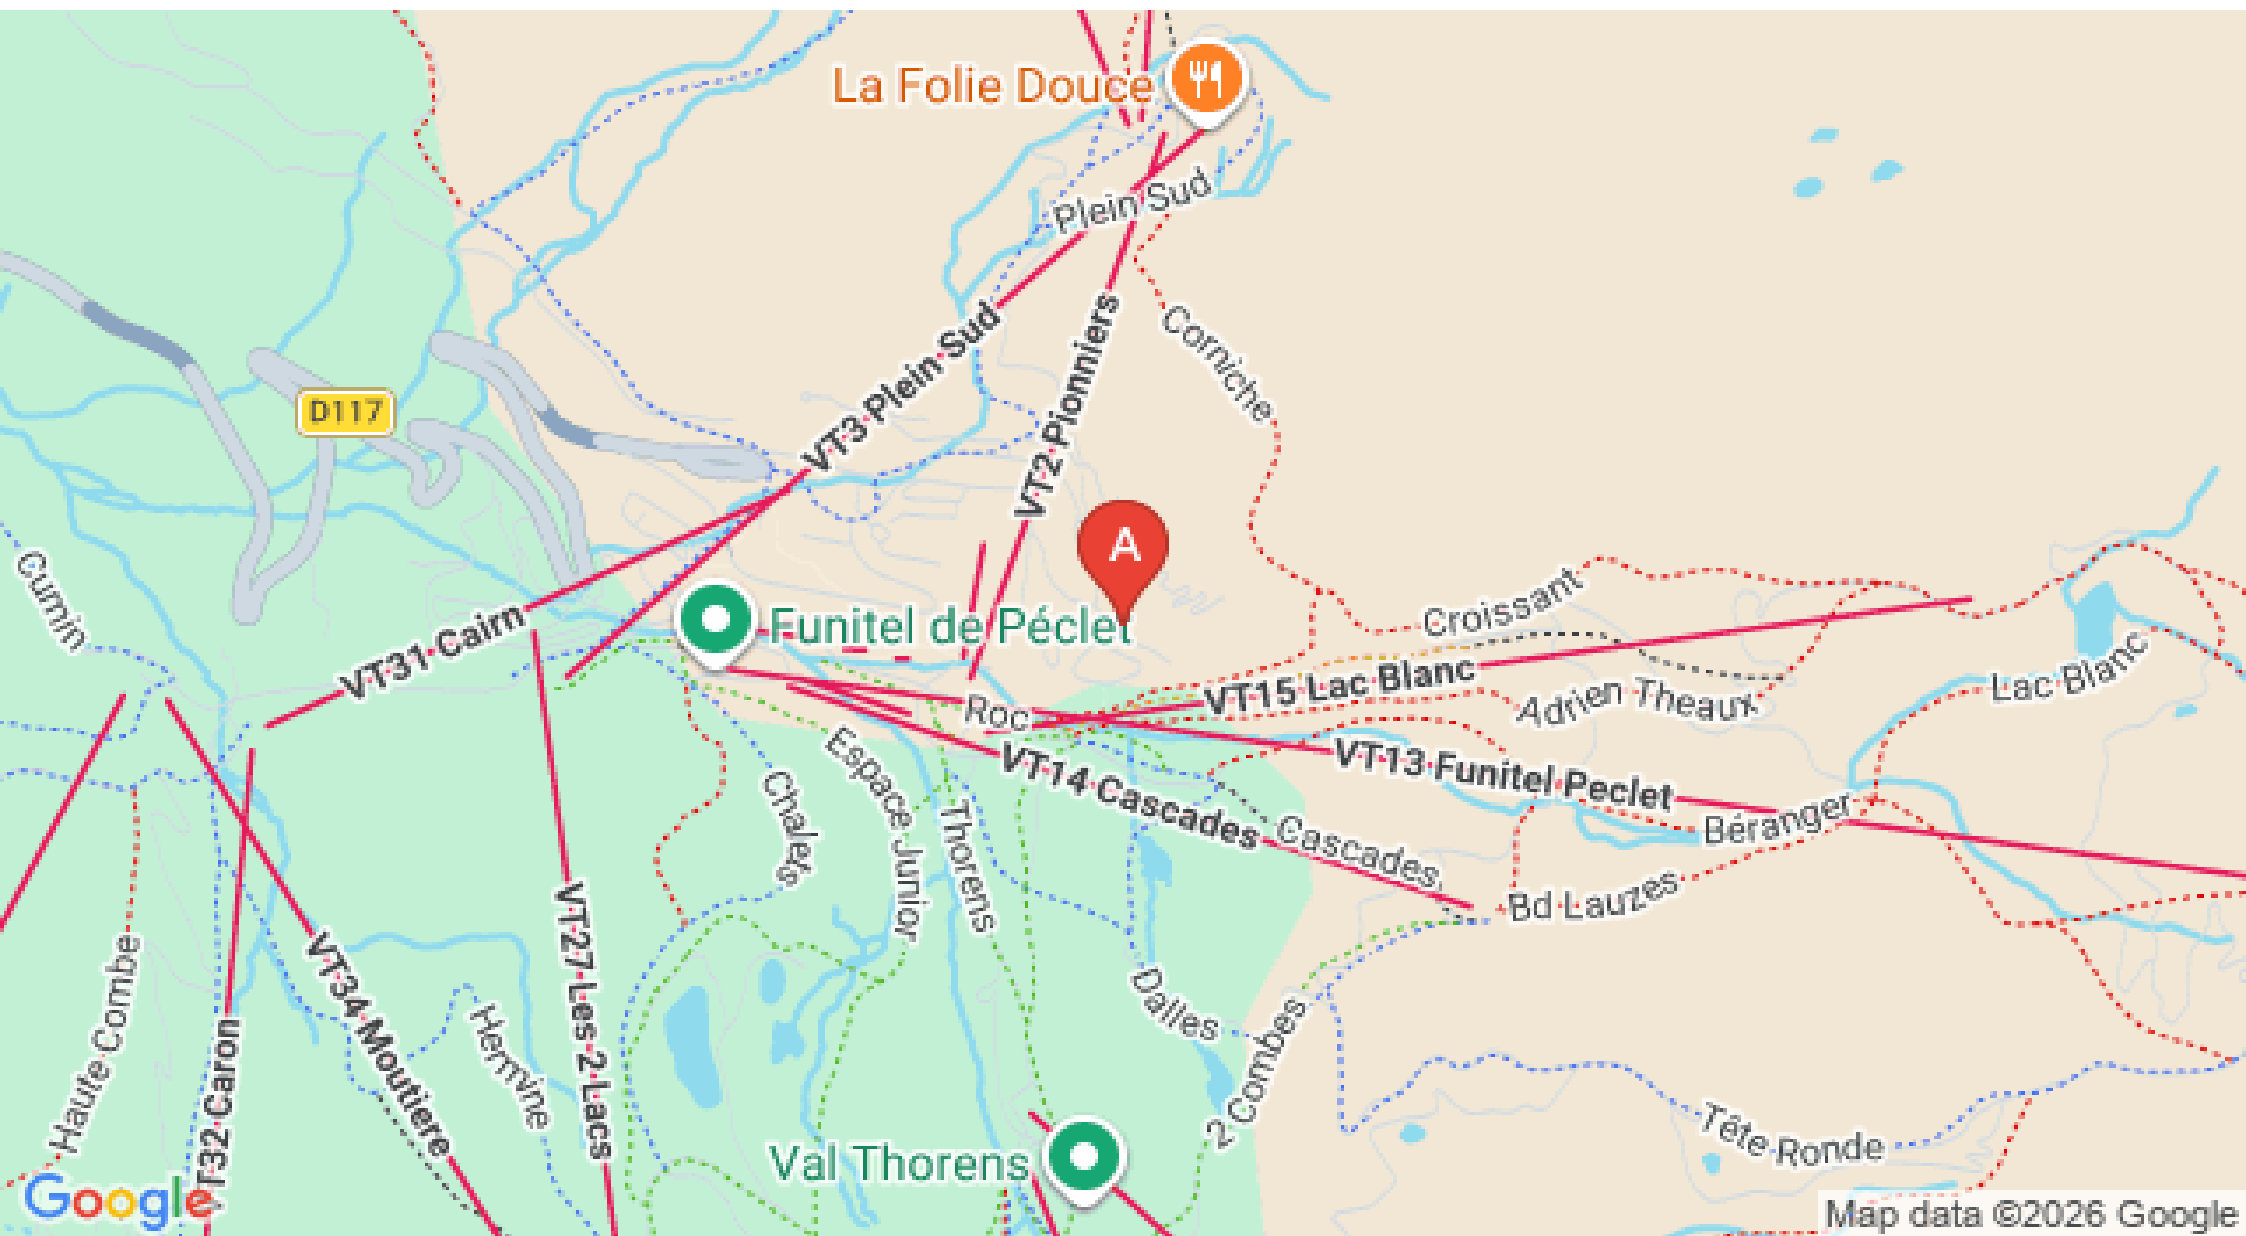 La Folie Douce
Plein Sud
Corniche
VT3 Plein Sud
VT2 Pionniers
D117
A
Cumin
Funitel de Péclet
Croissant
VT31 Cairn
VT15 Lac Blanc
Adrien Theaux
Lac Blanc
Roc
VT14 Cascades
VT13 Funitel Peclet
Cascades
Béranger
Bd Lauzes
Chalets
Espace Junior
Thorens
VT27 Les 2 Lacs
VT34 Moutiere
Haute Combe
T32 Caron
Hermine
Dalles
2 Combes
Tête Ronde
Val Thorens
Google
Map data ©2026 Google